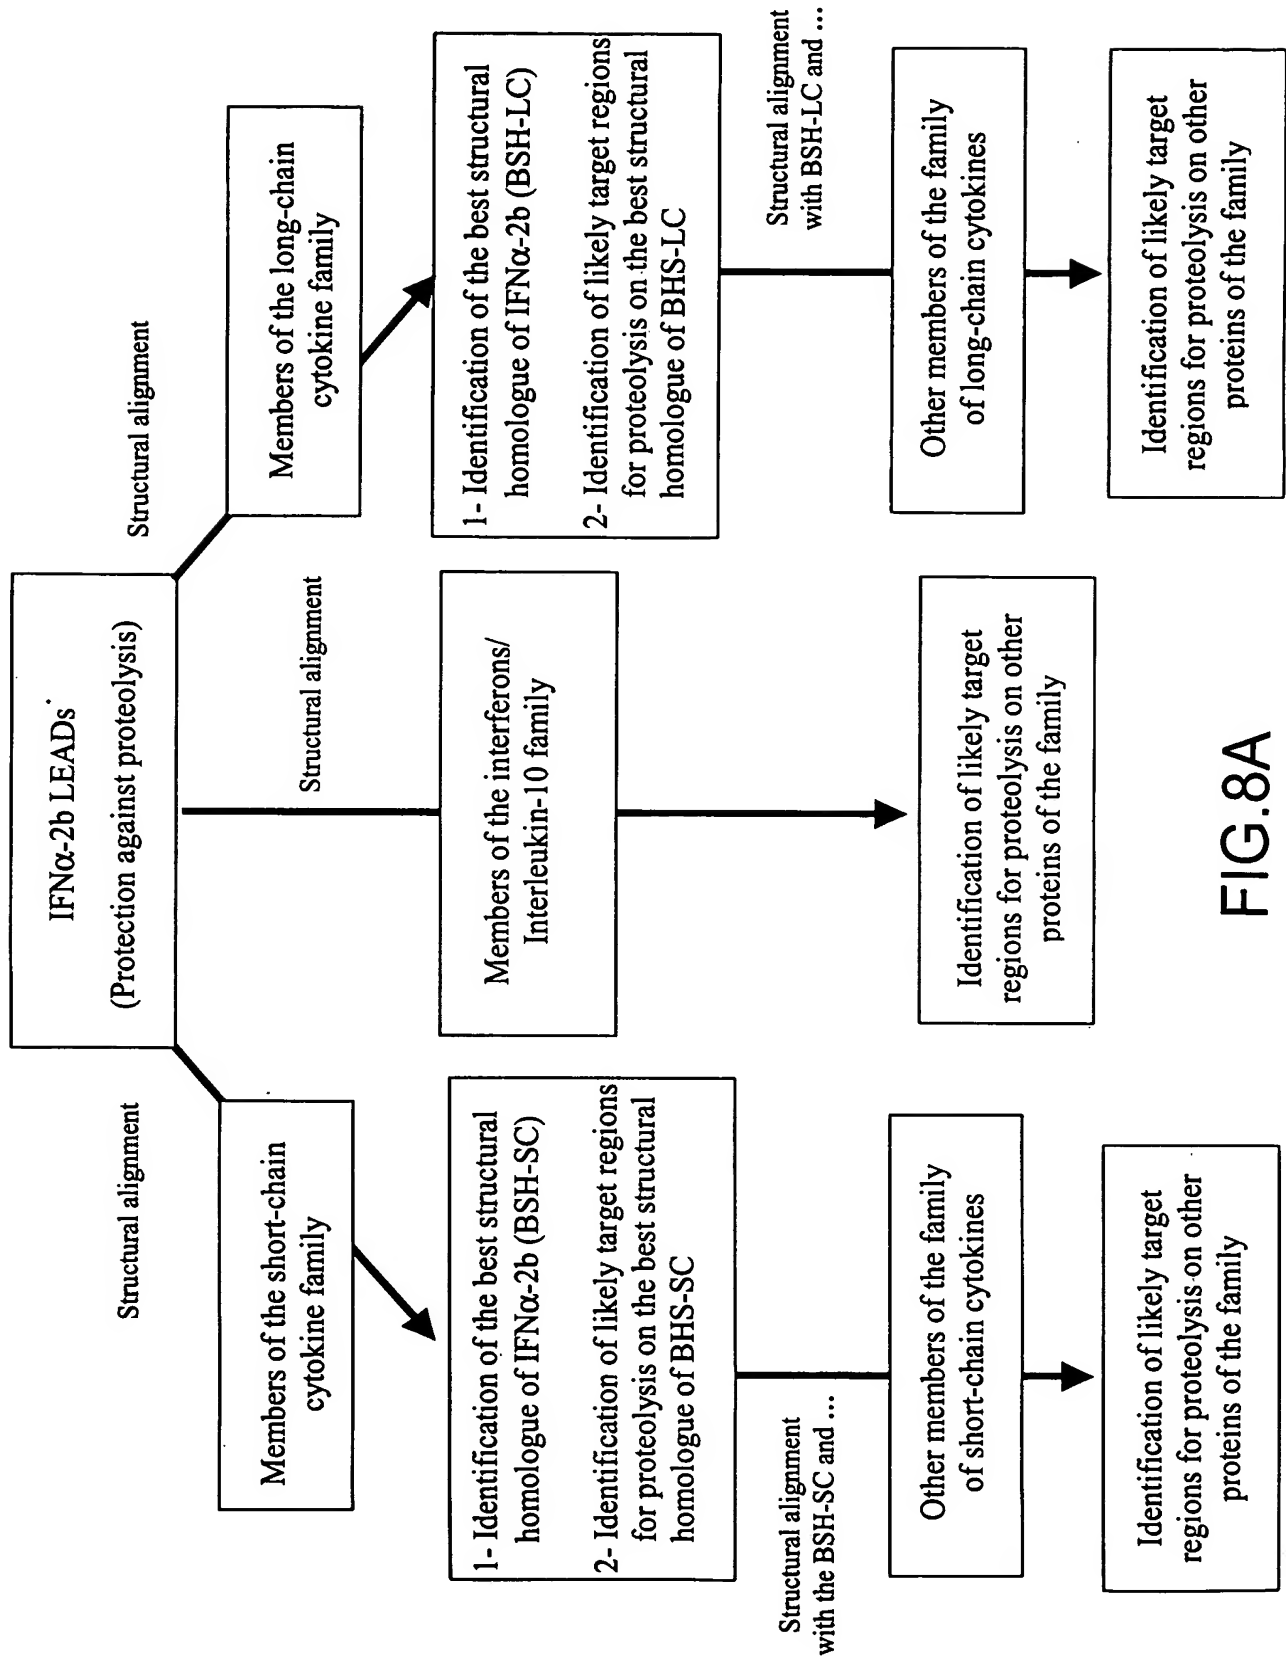 IFNα-2b LEADs
(Protection against proteolysis)
Structural alignment
Structural alignment
Structural alignment
Members of the short-chain
cytokine family
1- Identification of the best structural
homologue of IFNα-2b (BSH-SC)
2- Identification of likely target regions
for proteolysis on the best structural
homologue of BHS-SC
Structural alignment
with the BSH-SC and ...
Other members of the family
of short-chain cytokines
Identification of likely target
regions for proteolysis on other
proteins of the family
Members of the interferons/
Interleukin-10 family
Identification of likely target
regions for proteolysis on other
proteins of the family
Members of the long-chain
cytokine family
1- Identification of the best structural
homologue of IFNα-2b (BSH-LC)
2- Identification of likely target regions
for proteolysis on the best structural
homologue of BHS-LC
Structural alignment
with BSH-LC and ...
Other members of the family
of long-chain cytokines
Identification of likely target
regions for proteolysis on other
proteins of the family
FIG.8A